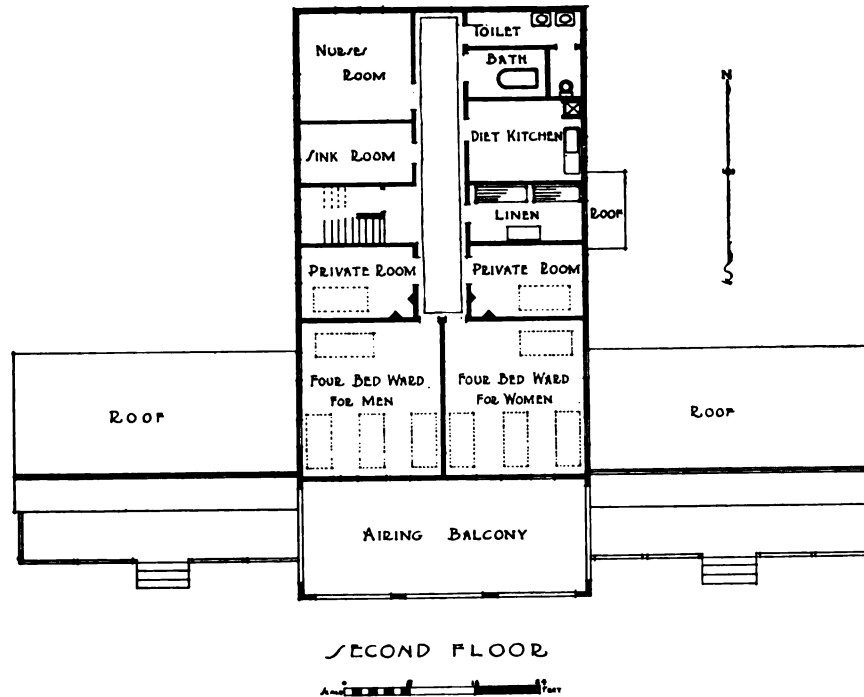 TOILET
NURSES
ROOM
BATH
N
DIET KITCHEN
SINK ROOM
LINEN
ROOF
PRIVATE ROOM
PRIVATE ROOM
S
FOUR BED WARD
FOR MEN
FOUR BED WARD
FOR WOMEN
ROOF
ROOF
AIRING BALCONY
SECOND FLOOR
FEET